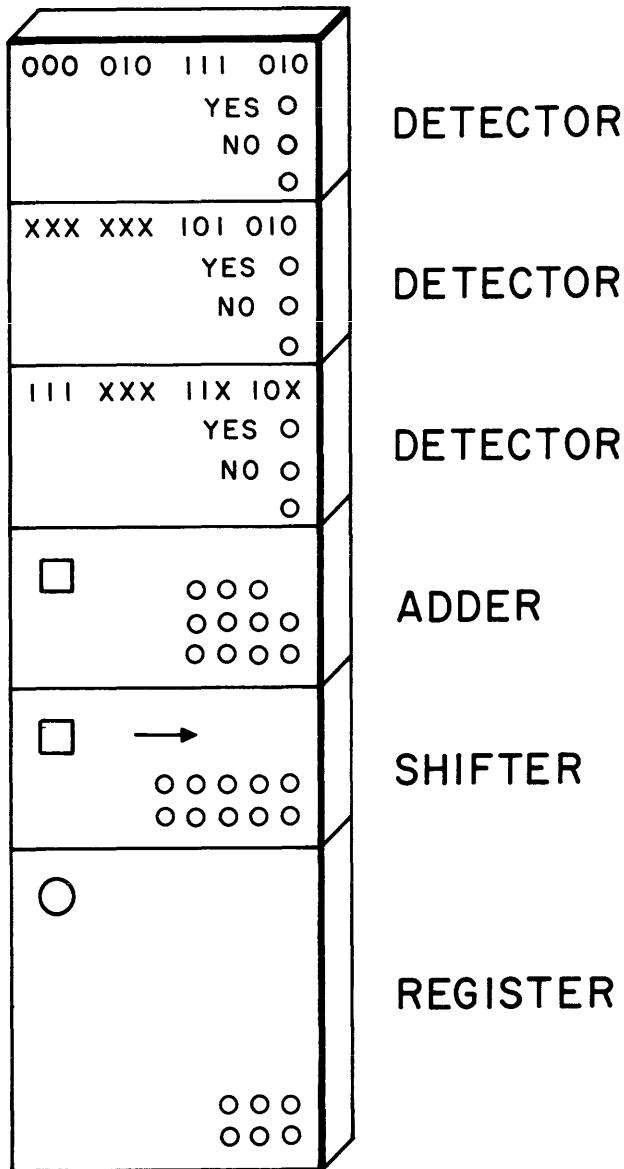 000 010 111 010
YES
NO
DETECTOR
XXX XXX 101 010
YES
NO
DETECTOR
111 XXX 11X 10X
YES
NO
DETECTOR
ADDER
SHIFTER
REGISTER